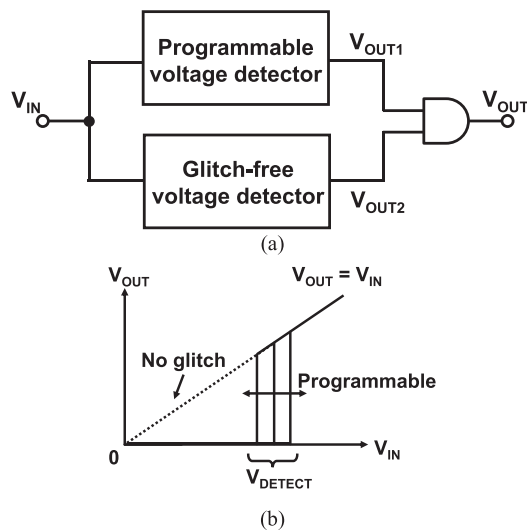 Programmable
voltage detector
V_OUT1
V_IN
V_OUT
Glitch-free
voltage detector
V_OUT2
(a)
V_OUT
V_OUT = V_IN
No glitch
Programmable
0
V_IN
V_DETECT
(b)